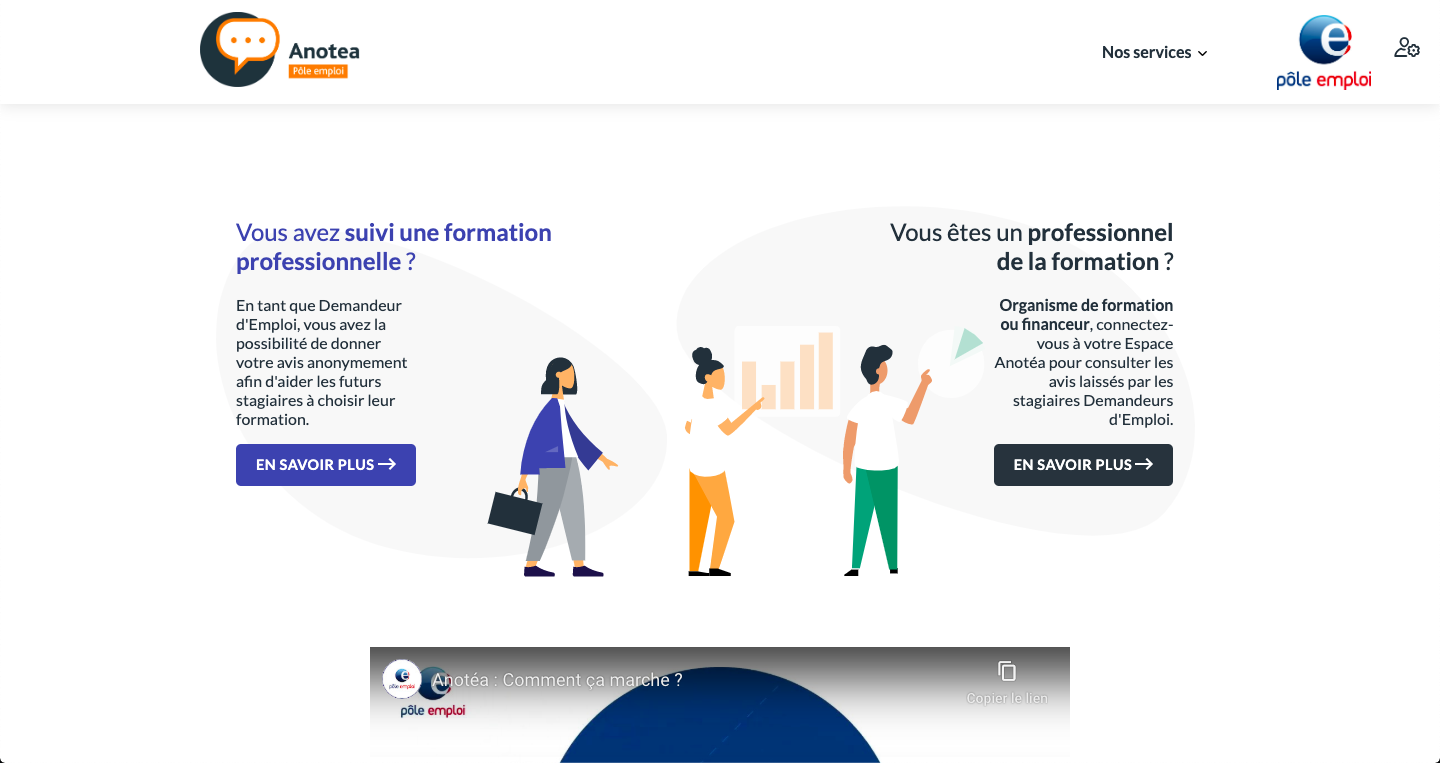 Anotea
Pôle emploi
Nos services
pôle emploi
Vous avez suivi une formation
professionnelle ?
En tant que Demandeur
d'Emploi, vous avez la
possibilité de donner
votre avis anonymement
afin d'aider les futurs
stagiaires à choisir leur
formation.
EN SAVOIR PLUS
Vous êtes un professionnel
de la formation ?
Organisme de formation
ou financeur, connectez-
vous à votre Espace
Anotéa pour consulter les
avis laissés par les
stagiaires Demandeurs
d'Emploi.
EN SAVOIR PLUS
pôle emploi
Anotéa : Comment ça marche ?
Copier le lien
pôle emploi